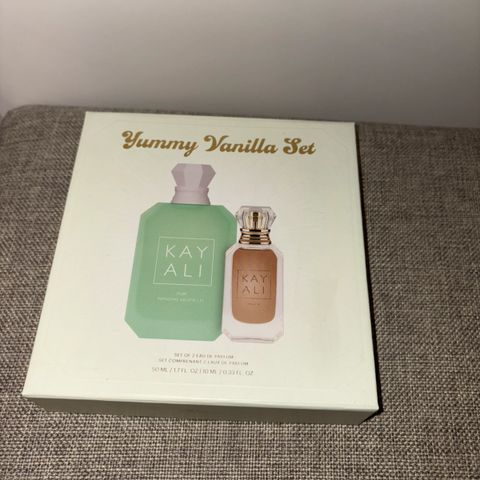 Yummy Vanilla Set
KAY
ALI
KAY
ALI
SET OF 2 EAU DE PARFUM
SET COMPRENANT 2 EAUX DE PARFUM
50 ML / 1.7 FL. OZ / 10 ML / 0.33 FL. OZ